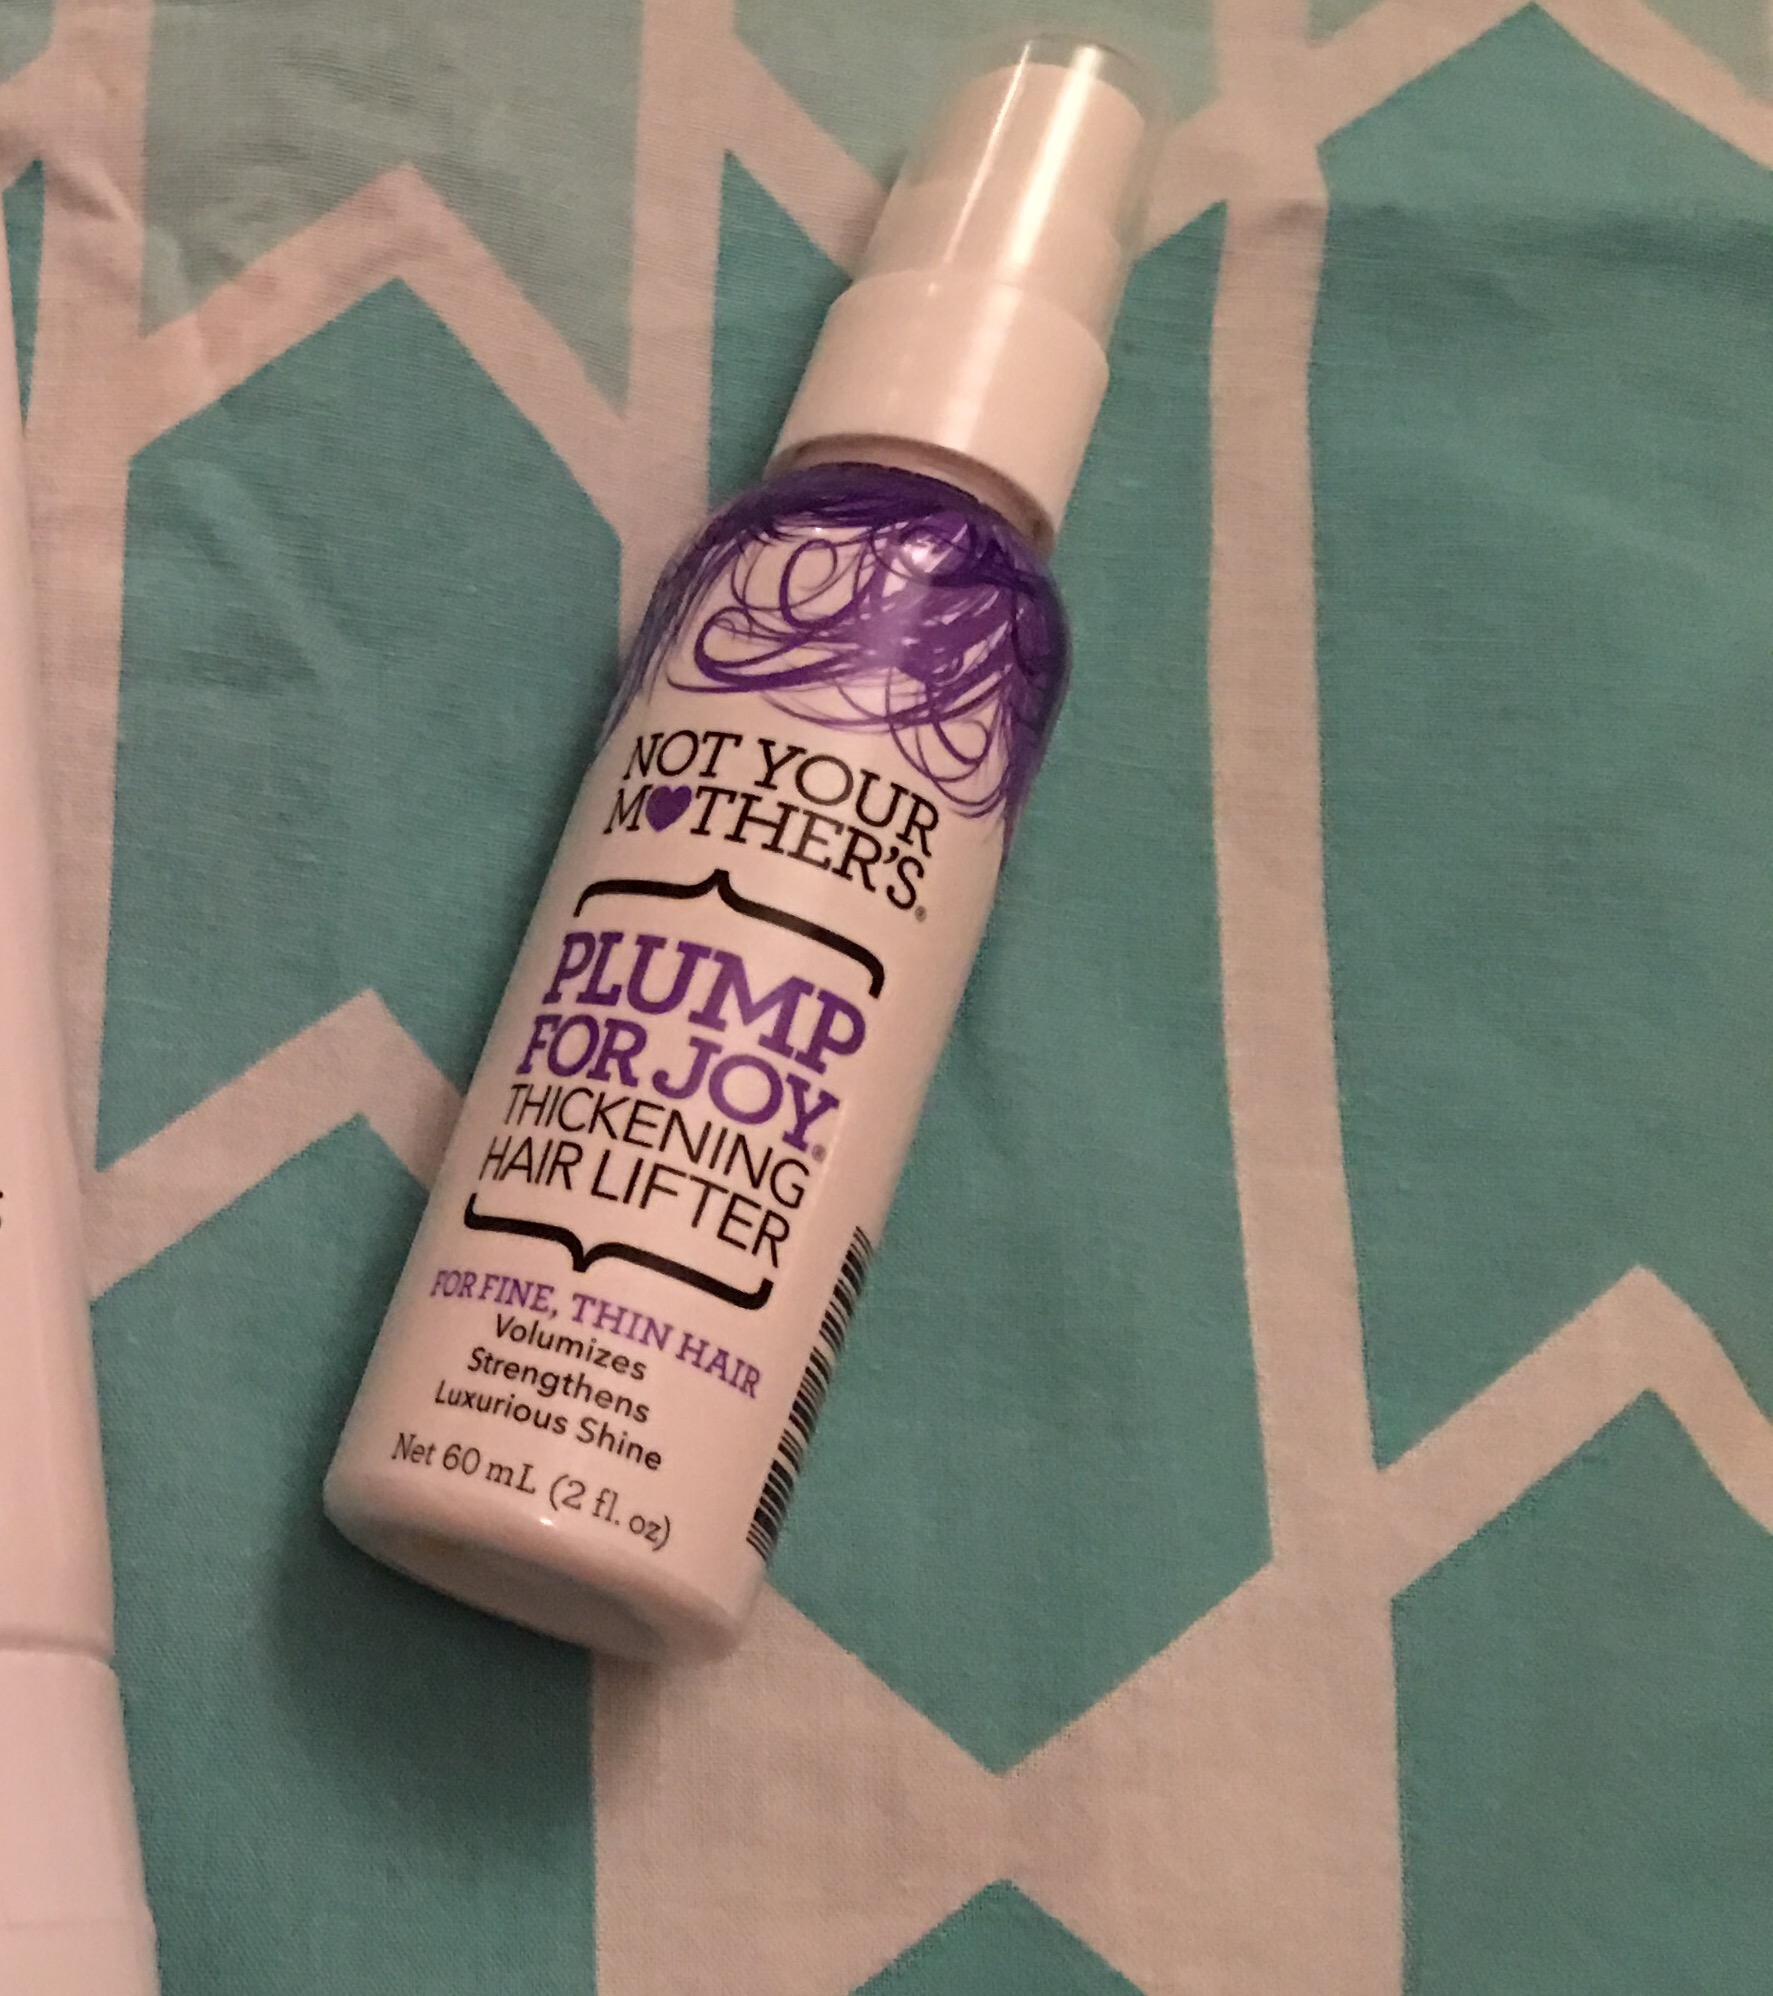 NOT YOUR
MOTHER'S®
PLUMP
FOR JOY®
THICKENING
HAIR LIFTER
FOR FINE, THIN HAIR
Volumizes
Strengthens
Luxurious Shine
Net 60 mL (2 fl. oz)